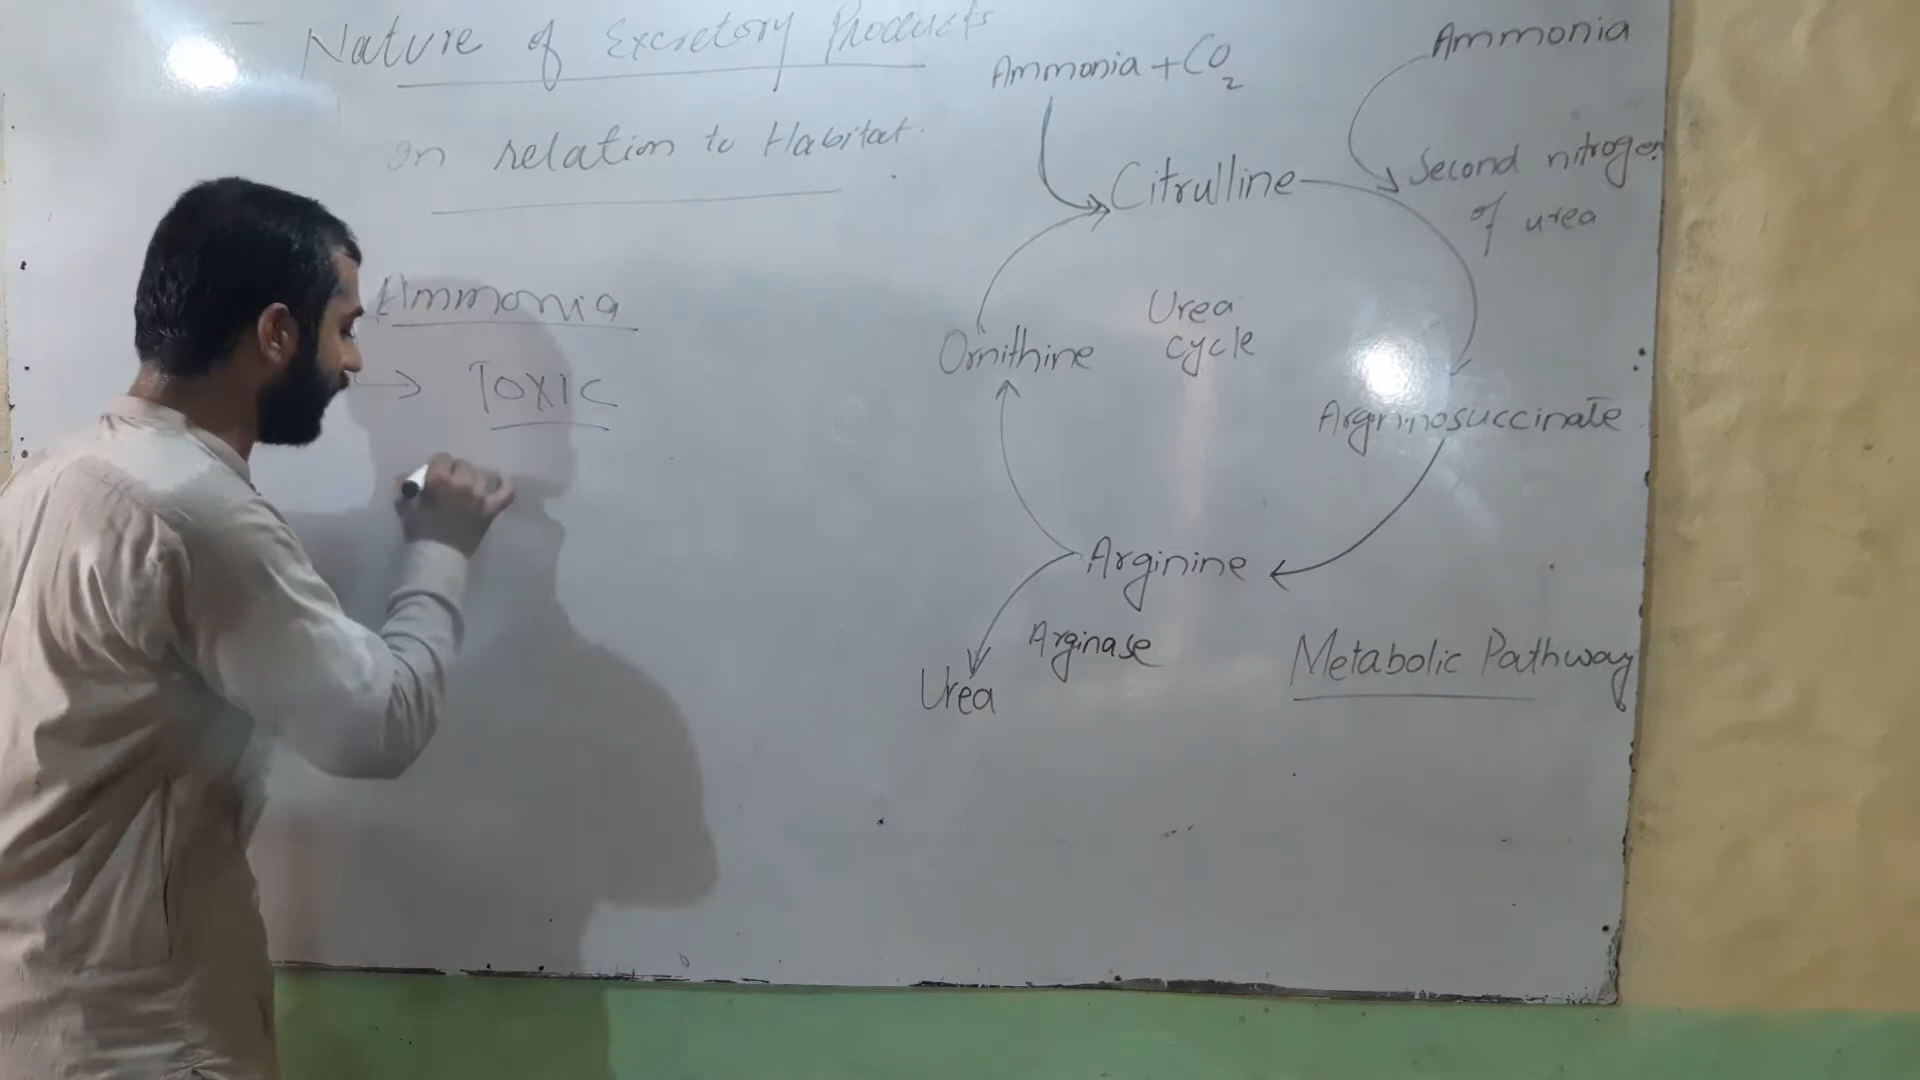 Nature of Excretory Products
In relation to Habitat.
Ammonia
→ Toxic
Ammonia + CO2
Ammonia
Citrulline
Second nitrogen
of urea
Urea
cycle
Ornithine
Argininosuccinate
Arginine
Arginase
Urea
Metabolic Pathway